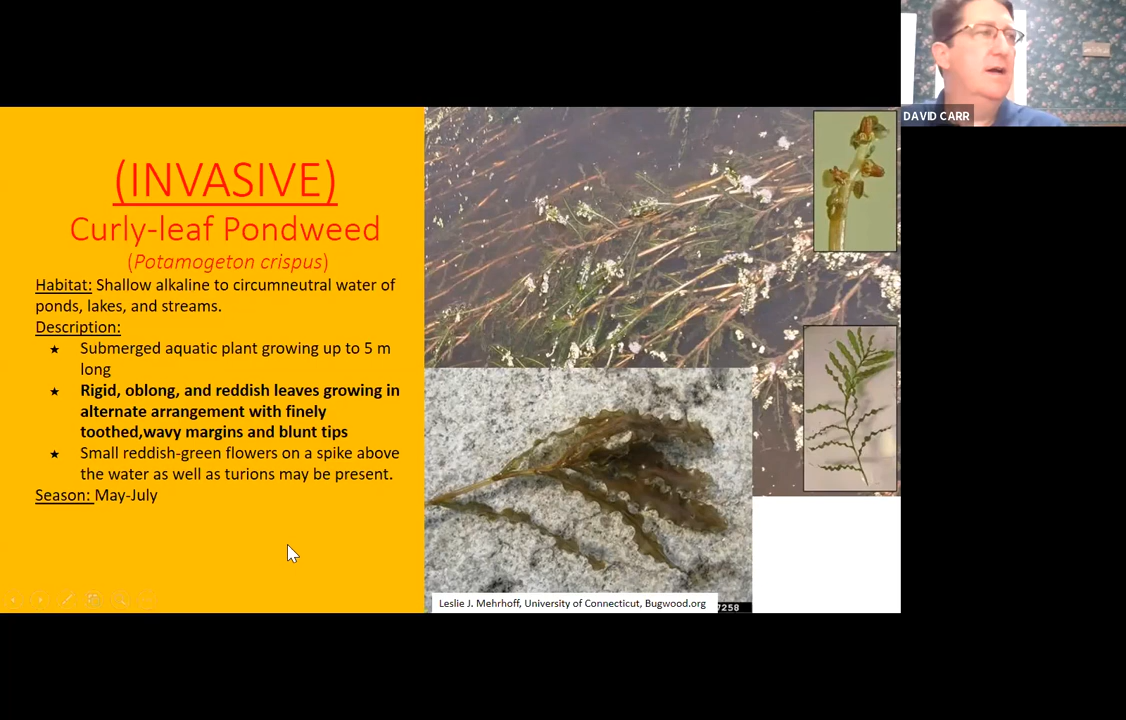 DAVID CARR
(INVASIVE)
Curly-leaf Pondweed
(Potamogeton crispus)
Habitat: Shallow alkaline to circumneutral water of
ponds, lakes, and streams.
Description:
★ Submerged aquatic plant growing up to 5 m
long
★ Rigid, oblong, and reddish leaves growing in
alternate arrangement with finely
toothed,wavy margins and blunt tips
★ Small reddish-green flowers on a spike above
the water as well as turions may be present.
Season: May-July
Leslie J. Mehrhoff, University of Connecticut, Bugwood.org
7258